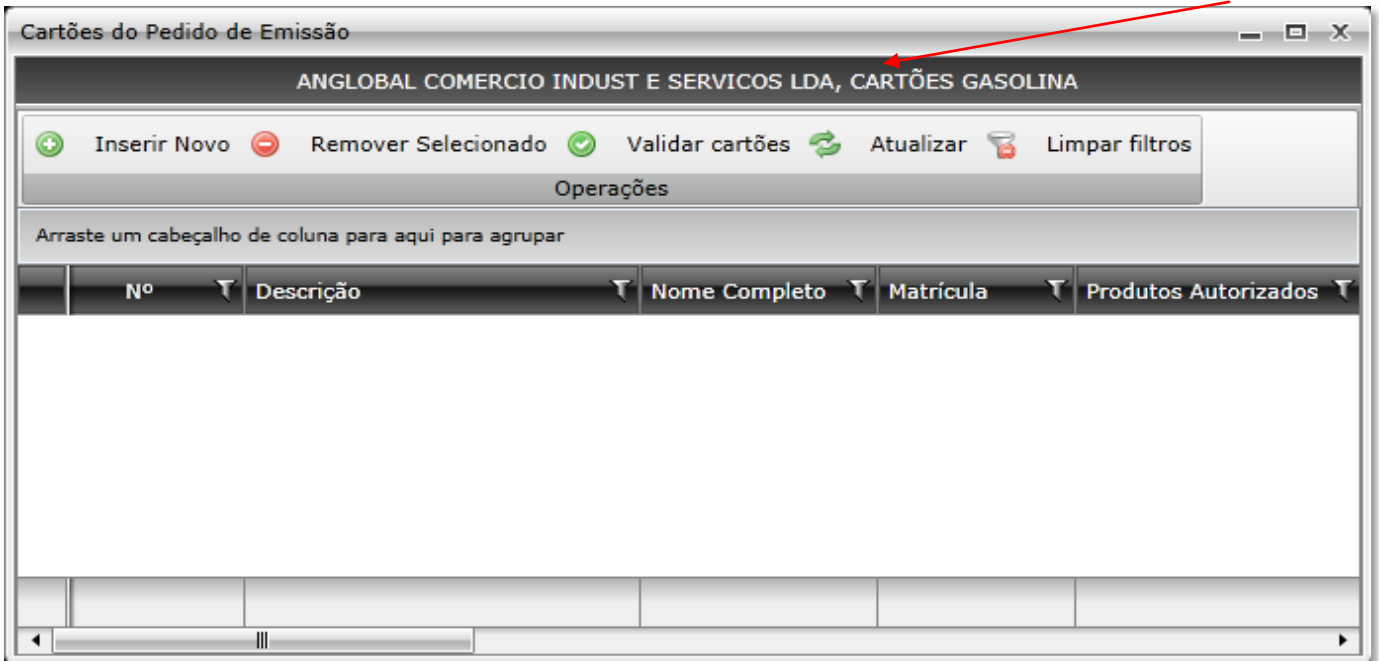 Cartões do Pedido de Emissão
ANGLOBAL COMERCIO INDUST E SERVICOS LDA, CARTÕES GASOLINA
Inserir Novo Remover Selecionado Validar cartões Atualizar Limpar filtros
Operações
Arraste um cabeçalho de coluna para aqui para agrupar
Nº Descrição Nome Completo Matrícula Produtos Autorizados